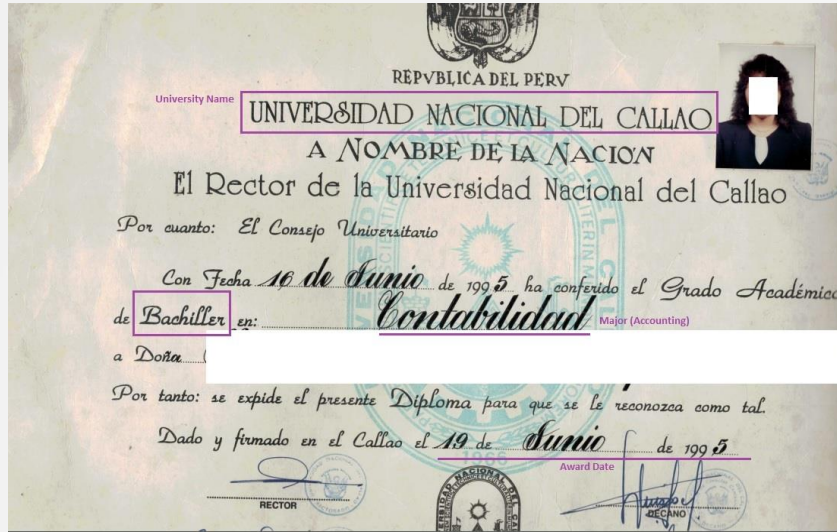 REPVBLICA DEL PERV
University Name
UNIVERSIDAD NACIONAL DEL CALLAO
A NOMBRE DE LA NACIÓN
El Rector de la Universidad Nacional del Callao
Por cuanto: El Consejo Universitario
Con Fecha 16 de Junio de 1995 ha conferido el Grado Académico
de Bachiller en: Contabilidad
Major (Accounting)
a Doña
Por tanto: se expide el presente Diploma para que se le reconozca como tal.
Dado y firmado en el Callao el 19 de Junio de 1995
1966
Award Date
RECTOR
DECANO